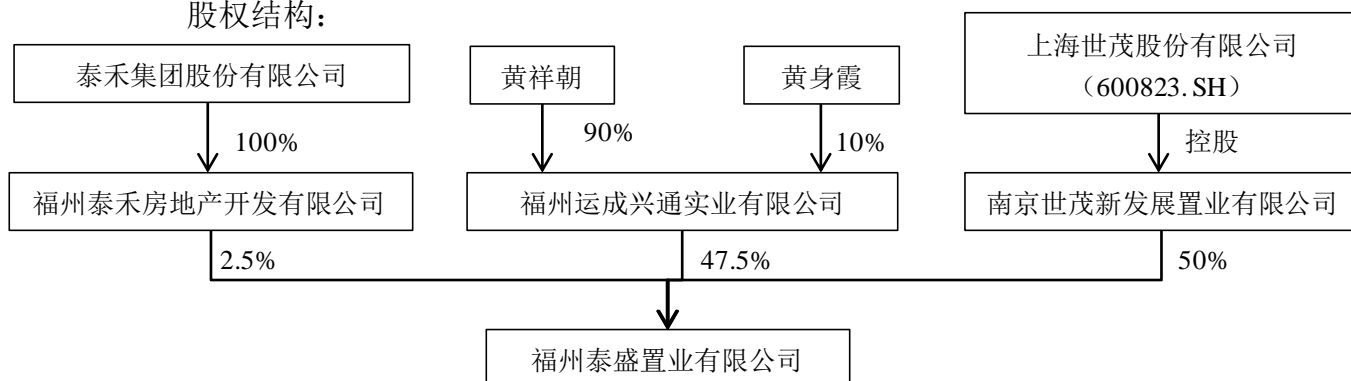 股权结构：
泰禾集团股份有限公司
黄祥朝
黄身霞
上海世茂股份有限公司
（600823.SH）
100%
90%
10%
控股
福州泰禾房地产开发有限公司
福州运成兴通实业有限公司
南京世茂新发展置业有限公司
2.5%
47.5%
50%
福州泰盛置业有限公司